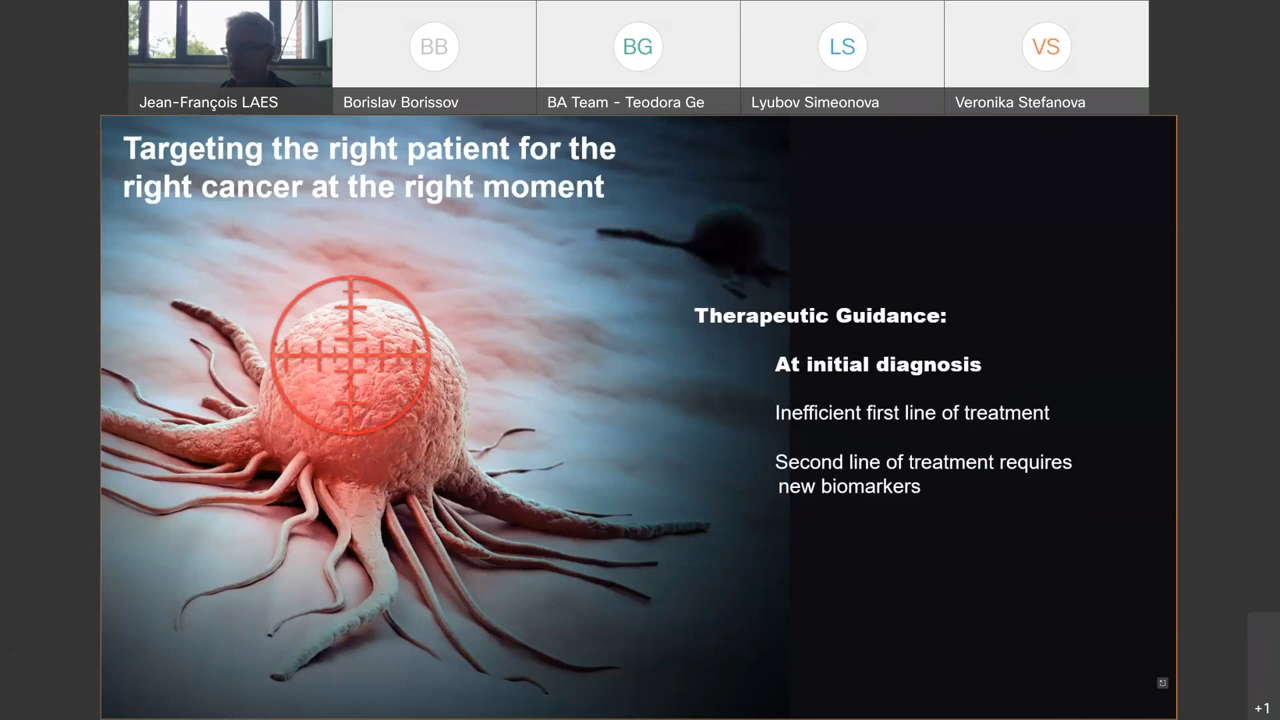 BB
BG
LS
VS
Jean-François LAES
Borislav Borissov
BA Team - Teodora Ge
Lyubov Simeonova
Veronika Stefanova
Targeting the right patient for the
right cancer at the right moment
Therapeutic Guidance:
At initial diagnosis
Inefficient first line of treatment
Second line of treatment requires
new biomarkers
+1